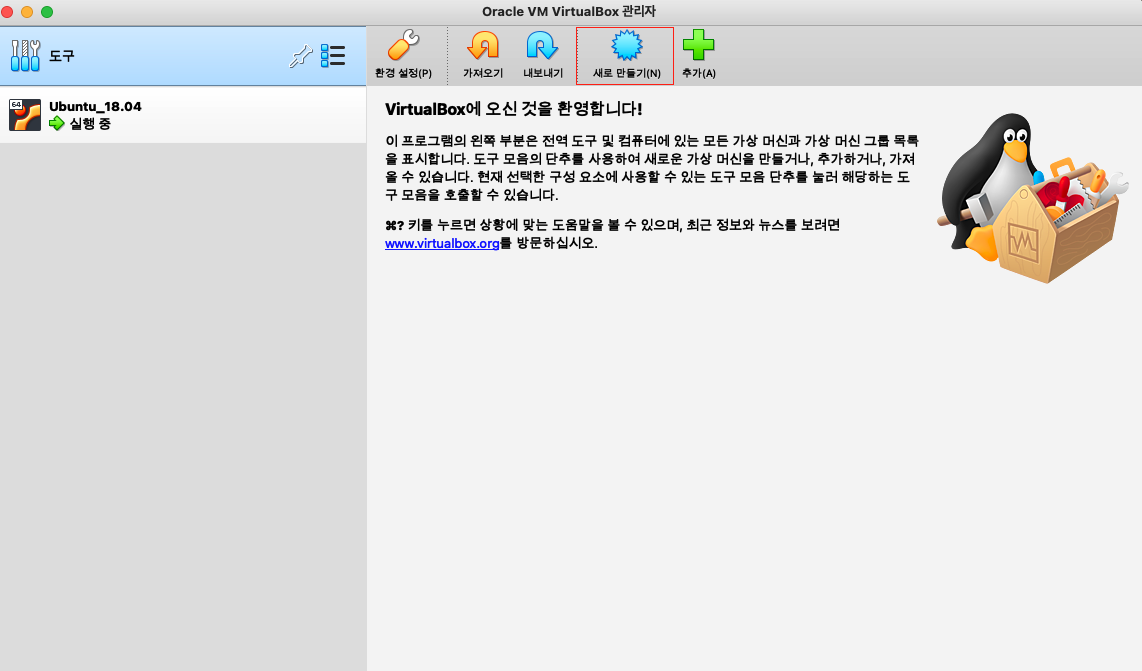 Oracle VM VirtualBox 관리자
도구
환경 설정(P)
가져오기
내보내기
새로 만들기(N)
추가(A)
64
Ubuntu_18.04
실행 중
VirtualBox에 오신 것을 환영합니다!
이 프로그램의 왼쪽 부분은 전역 도구 및 컴퓨터에 있는 모든 가상 머신과 가상 머신 그룹 목록
을 표시합니다. 도구 모음의 단추를 사용하여 새로운 가상 머신을 만들거나, 추가하거나, 가져
올 수 있습니다. 현재 선택한 구성 요소에 사용할 수 있는 도구 모음 단추를 눌러 해당하는 도
구 모음을 호출할 수 있습니다.
⌘? 키를 누르면 상황에 맞는 도움말을 볼 수 있으며, 최근 정보와 뉴스를 보려면
www.virtualbox.org를 방문하십시오.